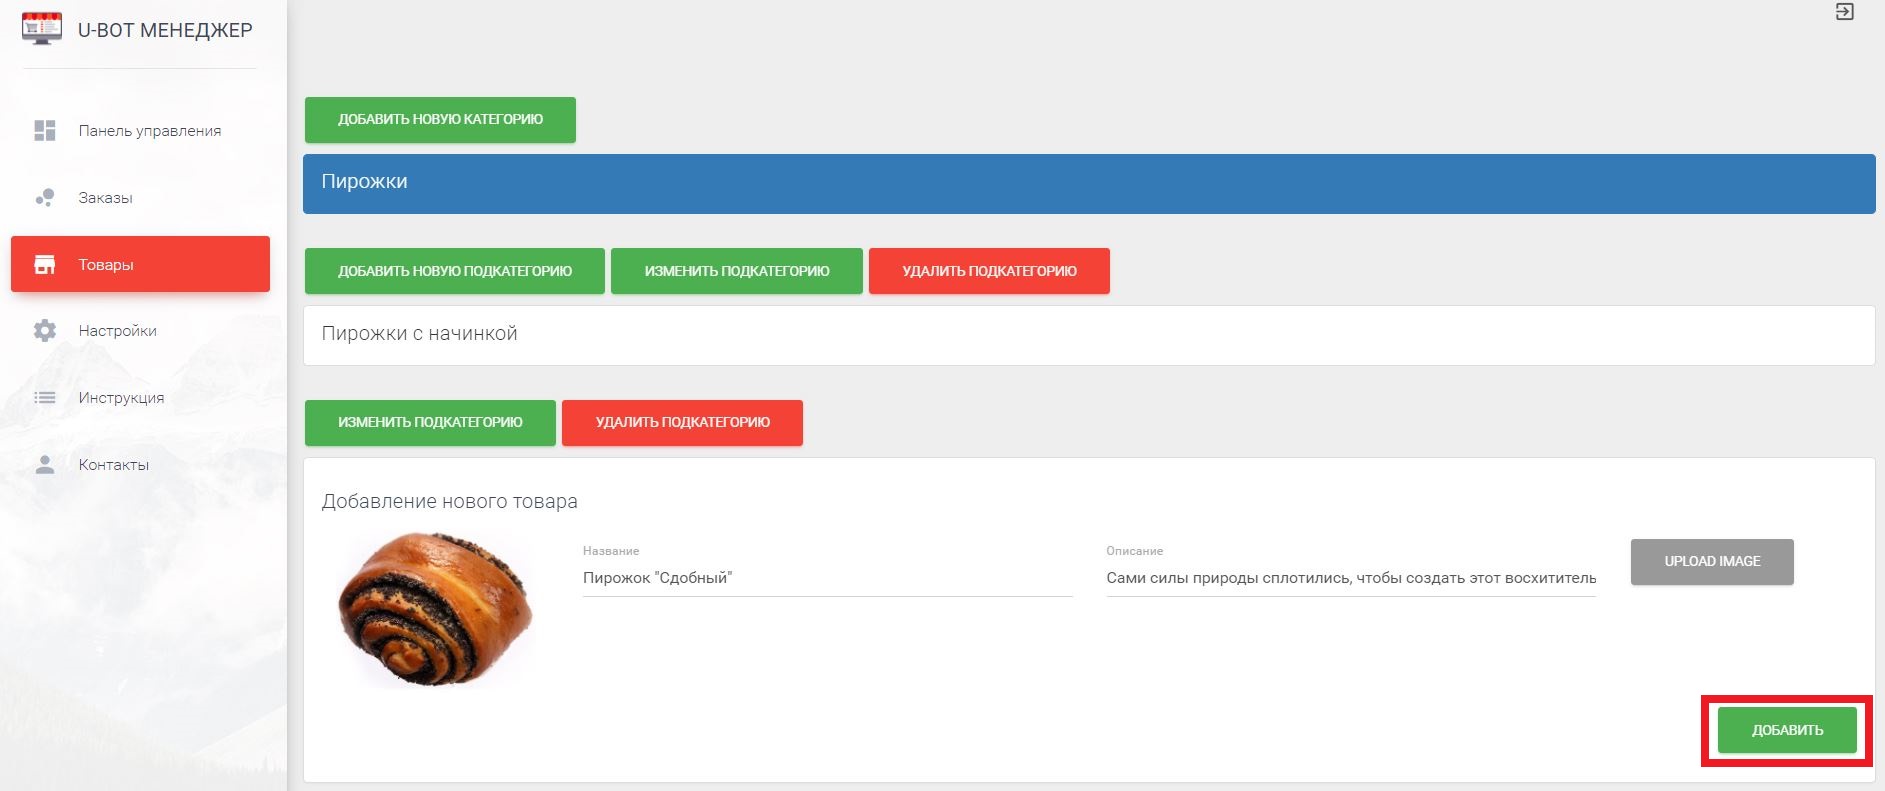 U-BOT МЕНЕДЖЕР
Панель управления
Заказы
Товары
Настройки
Инструкция
Контакты
ДОБАВИТЬ НОВУЮ КАТЕГОРИЮ
Пирожки
ДОБАВИТЬ НОВУЮ ПОДКАТЕГОРИЮ
ИЗМЕНИТЬ ПОДКАТЕГОРИЮ
УДАЛИТЬ ПОДКАТЕГОРИЮ
Пирожки с начинкой
ИЗМЕНИТЬ ПОДКАТЕГОРИЮ
УДАЛИТЬ ПОДКАТЕГОРИЮ
Добавление нового товара
Название
Пирожок "Сдобный"
Описание
Сами силы природы сплотились, чтобы создать этот восхититель
UPLOAD IMAGE
ДОБАВИТЬ